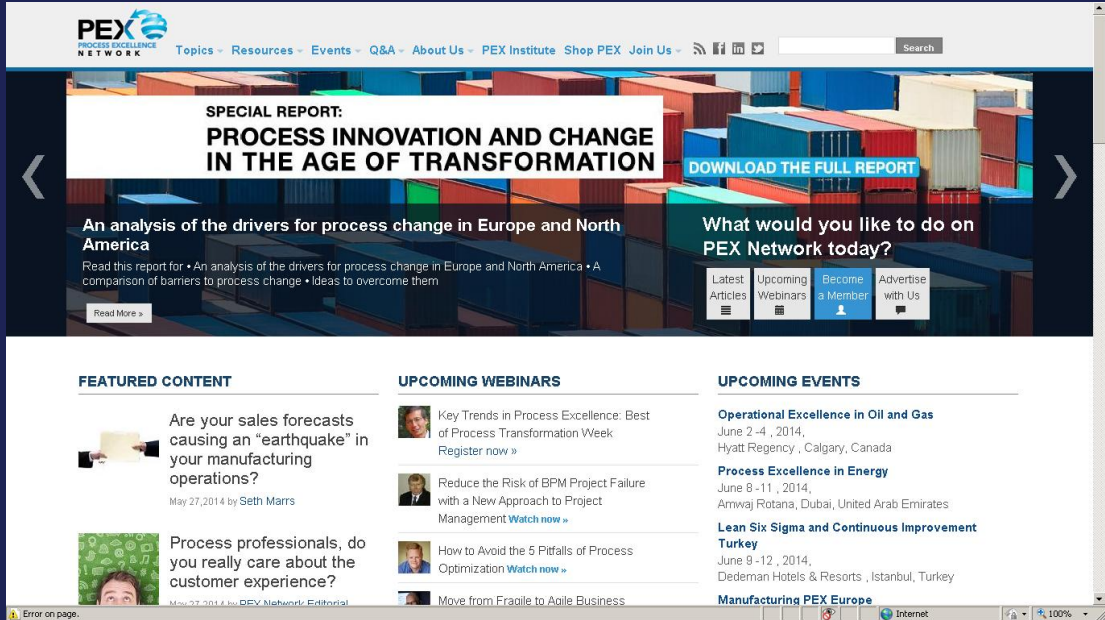 PEX
PROCESS EXCELLENCE
NETWORK
Topics
Resources
Events
Q&A
About Us
PEX Institute
Shop PEX
Join Us
Search
SPECIAL REPORT:
PROCESS INNOVATION AND CHANGE
IN THE AGE OF TRANSFORMATION
DOWNLOAD THE FULL REPORT
An analysis of the drivers for process change in Europe and North
America
Read this report for • An analysis of the drivers for process change in Europe and North America • A
comparison of barriers to process change • Ideas to overcome them
Read More »
What would you like to do on
PEX Network today?
Latest
Articles
Upcoming
Webinars
Become
a Member
Advertise
with Us
FEATURED CONTENT
Are your sales forecasts
causing an “earthquake” in
your manufacturing
operations?
May 27,2014 by Seth Marrs
Process professionals, do
you really care about the
customer experience?
May 27,2014 by PEX Network Editorial
UPCOMING WEBINARS
Key Trends in Process Excellence: Best
of Process Transformation Week
Register now »
Reduce the Risk of BPM Project Failure
with a New Approach to Project
Management Watch now »
How to Avoid the 5 Pitfalls of Process
Optimization Watch now »
Move from Fragile to Agile Business
UPCOMING EVENTS
Operational Excellence in Oil and Gas
June 2 -4 , 2014,
Hyatt Regency , Calgary, Canada
Process Excellence in Energy
June 8 -11 , 2014,
Amwaj Rotana, Dubai, United Arab Emirates
Lean Six Sigma and Continuous Improvement
Turkey
June 9 -12 , 2014,
Dedeman Hotels & Resorts , Istanbul, Turkey
Manufacturing PEX Europe
Error on page.
Internet
100%